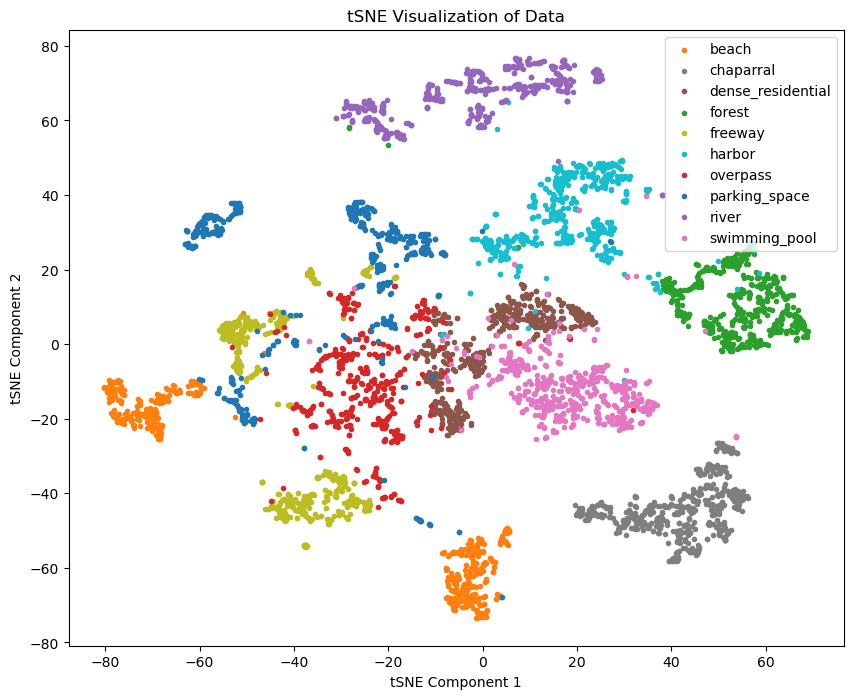 tSNE Visualization of Data
beach
chaparral
dense_residential
forest
freeway
harbor
overpass
parking_space
river
swimming_pool
80
60
40
20
0
−20
−40
−60
−80
tSNE Component 2
−80 −60 −40 −20 0 20 40 60
tSNE Component 1